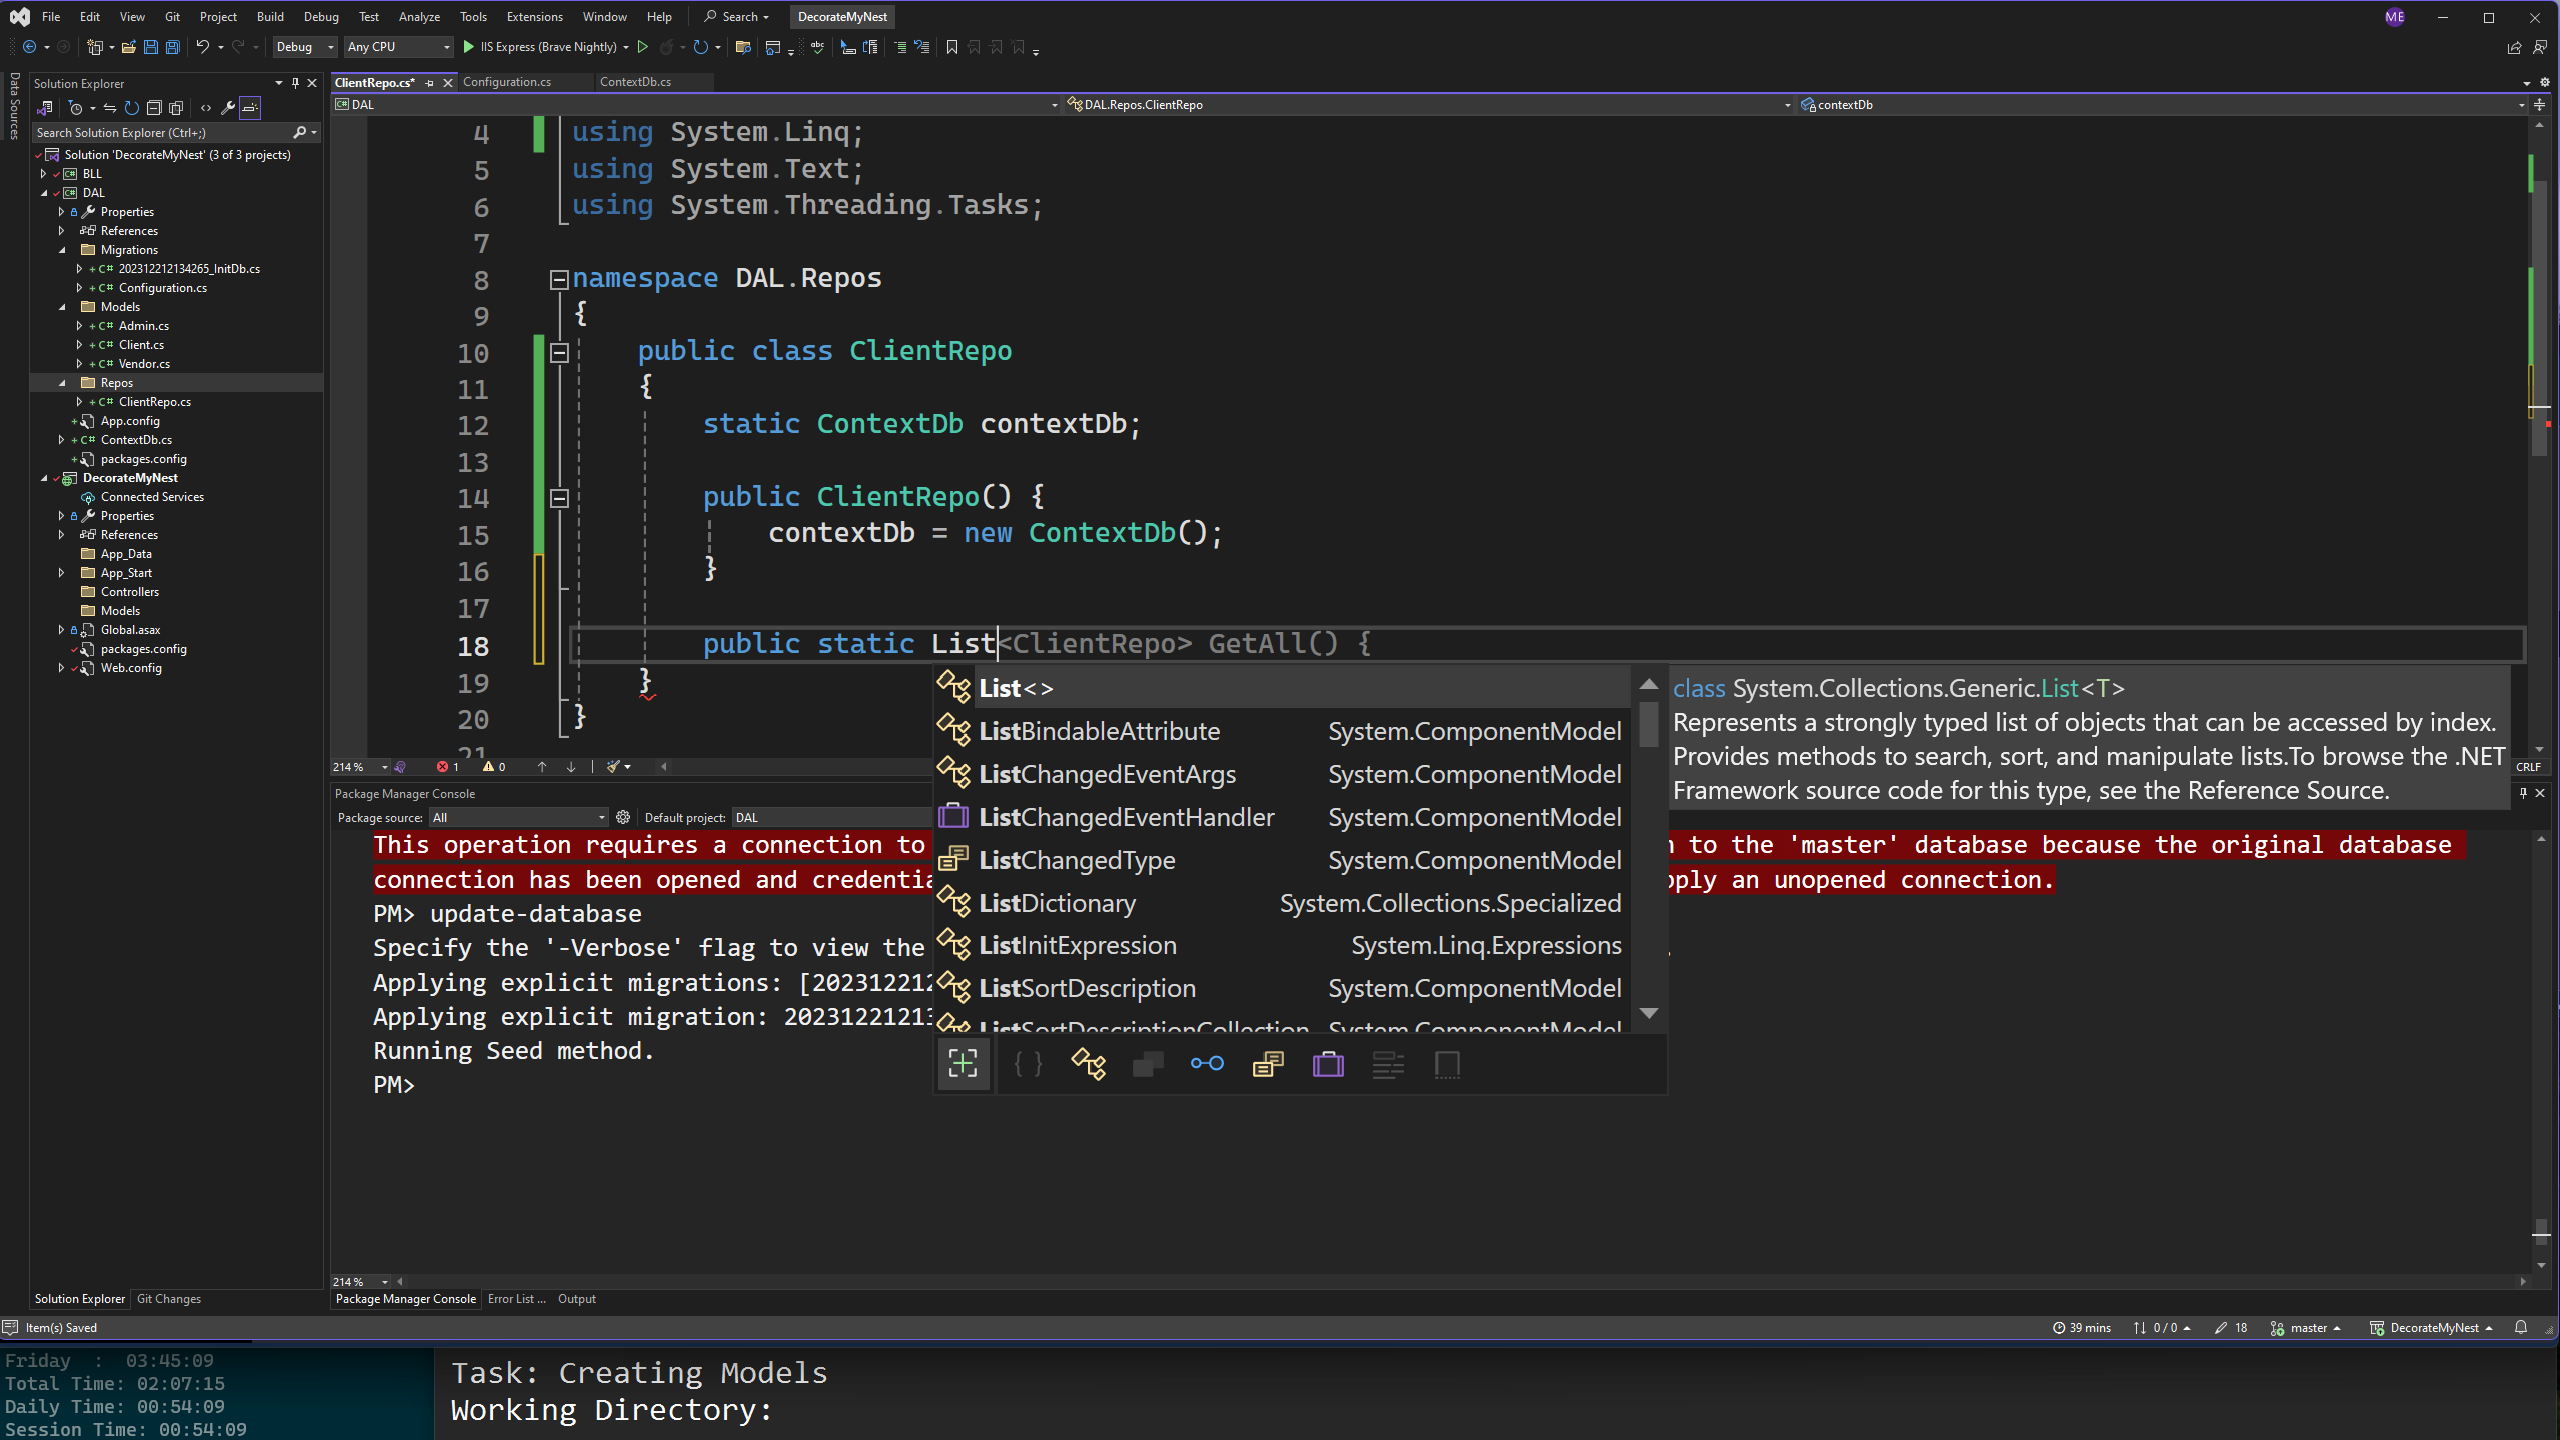 File Edit View Git Project Build Debug Test Analyze Tools Extensions Window Help Search DecorateMyNest ME
Debug Any CPU IIS Express (Brave Nightly)
Data Sources
Solution Explorer
Search Solution Explorer (Ctrl+;)
Solution 'DecorateMyNest' (3 of 3 projects)
BLL
DAL
Properties
References
Migrations
202312212134265_InitDb.cs
Configuration.cs
Models
Admin.cs
Client.cs
Vendor.cs
Repos
ClientRepo.cs
App.config
ContextDb.cs
packages.config
DecorateMyNest
Connected Services
Properties
References
App_Data
App_Start
Controllers
Models
Global.asax
packages.config
Web.config
Solution Explorer Git Changes
ClientRepo.cs* Configuration.cs ContextDb.cs
DAL DAL.Repos.ClientRepo contextDb
4 using System.Linq;
5 using System.Text;
6 using System.Threading.Tasks;
7
8 namespace DAL.Repos
9 {
10 public class ClientRepo
11 {
12 static ContextDb contextDb;
13
14 public ClientRepo() {
15 contextDb = new ContextDb();
16 }
17
18 public static List<ClientRepo> GetAll() {
19 }
20 }
21
List<>
ListBindableAttribute System.ComponentModel
ListChangedEventArgs System.ComponentModel
ListChangedEventHandler System.ComponentModel
ListChangedType System.ComponentModel
ListDictionary System.Collections.Specialized
ListInitExpression System.Linq.Expressions
ListSortDescription System.ComponentModel
ListSortDescriptionCollection System.ComponentModel
class System.Collections.Generic.List<T>
Represents a strongly typed list of objects that can be accessed by index.
Provides methods to search, sort, and manipulate lists.To browse the .NET
Framework source code for this type, see the Reference Source.
214 % 1 0 CRLF
Package Manager Console
Package source: All Default project: DAL
This operation requires a connection to the 'master' database because the original database
connection has been opened and credentia pply an unopened connection.
PM> update-database
Specify the '-Verbose' flag to view the
Applying explicit migrations: [202312212
Applying explicit migration: 20231221213
Running Seed method.
PM>
214 %
Package Manager Console Error List ... Output
Item(s) Saved 39 mins 0 / 0 18 master DecorateMyNest
Friday : 03:45:09
Total Time: 02:07:15
Daily Time: 00:54:09
Session Time: 00:54:09
Task: Creating Models
Working Directory: